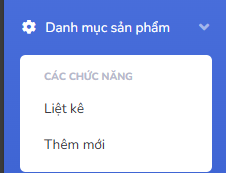 Danh mục sản phẩm
CÁC CHỨC NĂNG
Liệt kê
Thêm mới